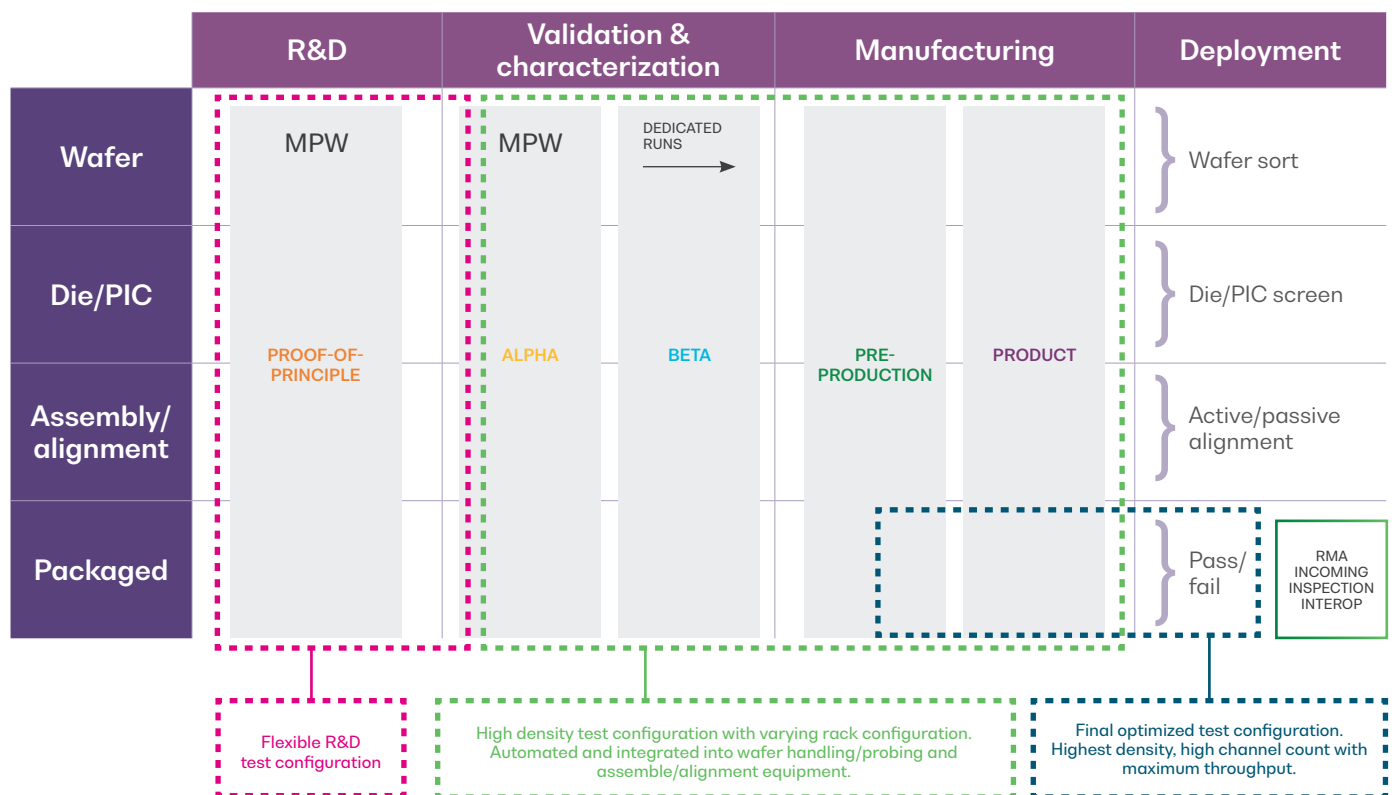 R&D
Validation &
characterization
Manufacturing
Deployment
Wafer
MPW
MPW
DEDICATED
RUNS
Wafer sort
Die/PIC
Die/PIC screen
PROOF-OF-
PRINCIPLE
ALPHA
BETA
PRE-
PRODUCTION
PRODUCT
Assembly/
alignment
Active/passive
alignment
Packaged
Pass/
fail
RMA
INCOMING
INSPECTION
INTEROP
Flexible R&D
test configuration
High density test configuration with varying rack configuration.
Automated and integrated into wafer handling/probing and
assemble/alignment equipment.
Final optimized test configuration.
Highest density, high channel count with
maximum throughput.